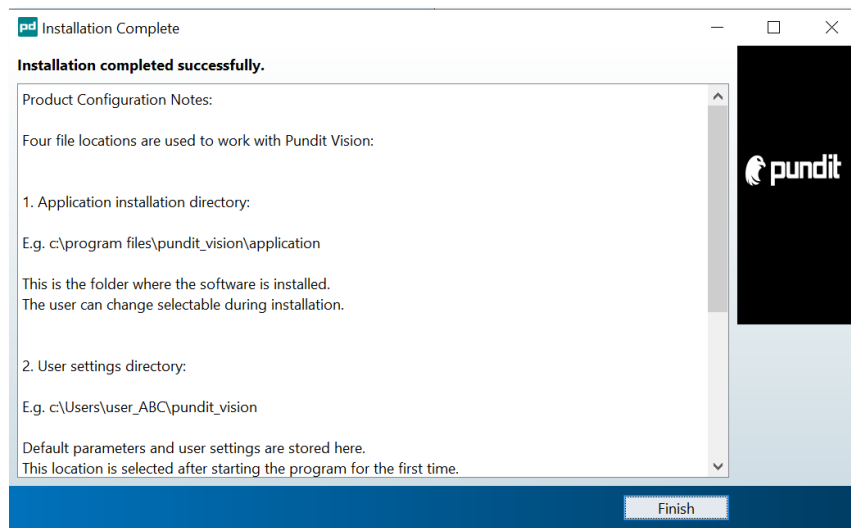 pd Installation Complete
Installation completed successfully.
Product Configuration Notes:
Four file locations are used to work with Pundit Vision:
1. Application installation directory:
E.g. c:\program files\pundit_vision\application
This is the folder where the software is installed.
The user can change selectable during installation.
2. User settings directory:
E.g. c:\Users\user_ABC\pundit_vision
Default parameters and user settings are stored here.
This location is selected after starting the program for the first time.
pundit
Finish